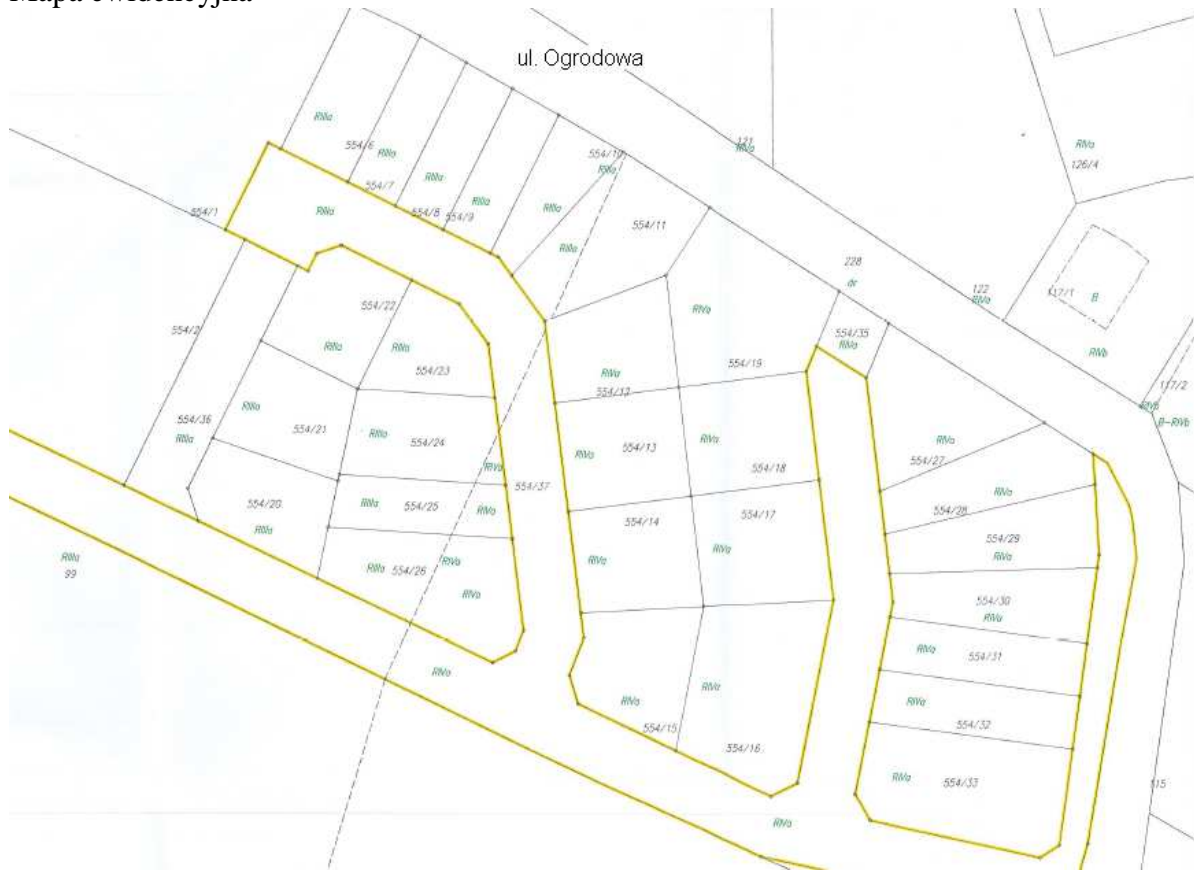 ul. Ogrodowa
RIIIa
554/6
RIIIa
554/7
RIIIa
554/8
554/9
RIIIa
554/10
RIIIa
RIIIa
RIIIa
554/11
121
RIVa
RIVa
126/4
554/1
RIIIa
228
dr
122
RIVa
117/1
B
RIVb
117/2
RIVb
B-RIVb
554/2
554/22
RIIIa
RIVa
554/23
RIVa
554/35
RIVa
554/19
RIVa
554/12
554/36
RIIIa
RIIIa
554/21
RIIIa
554/24
RIVa
554/37
RIVa
554/13
RIVa
554/18
RIVa
554/27
RIVa
554/28
554/20
RIIIa
RIIIa
554/25
RIVa
554/14
554/17
RIVa
RIVa
554/29
RIVa
RIIIa
99
RIIIa
554/26
RIVa
RIVa
554/30
RIVa
RIVa
554/31
RIVa
RIVa
RIVa
554/15
554/16
RIVa
554/32
RIVa
554/33
115
RIVa